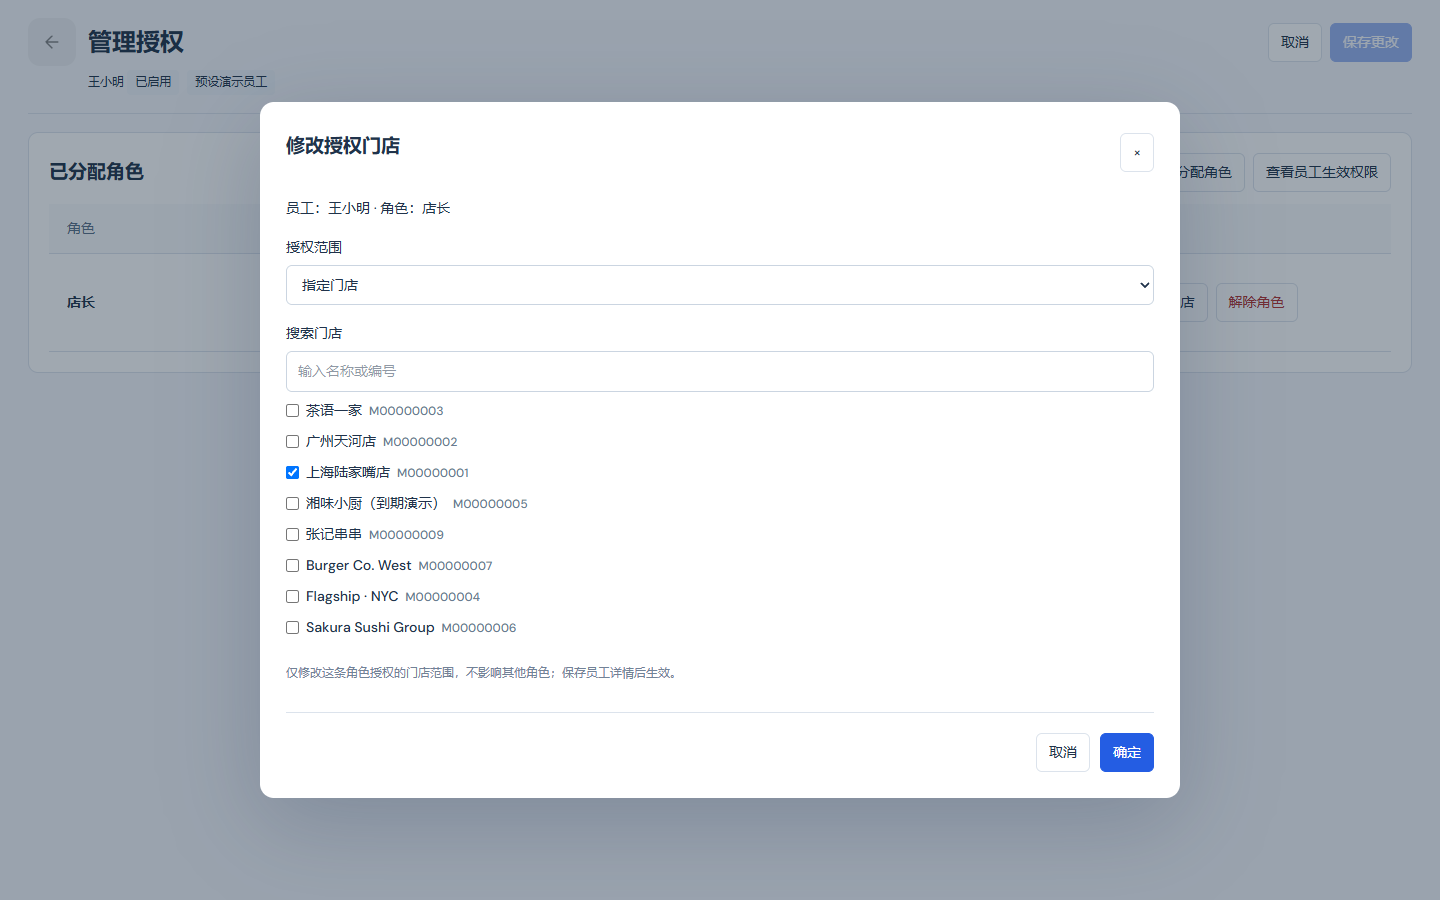 管理授权
取消
保存更改
王小明 已启用 预设演示员工
已分配角色
分配角色
查看员工生效权限
角色
店长
店
解除角色
修改授权门店
×
员工：王小明 · 角色：店长
授权范围
指定门店
搜索门店
输入名称或编号
茶语一家 M00000003
广州天河店 M00000002
上海陆家嘴店 M00000001
湘味小厨（到期演示） M00000005
张记串串 M00000009
Burger Co. West M00000007
Flagship · NYC M00000004
Sakura Sushi Group M00000006
仅修改这条角色授权的门店范围，不影响其他角色；保存员工详情后生效。
取消
确定